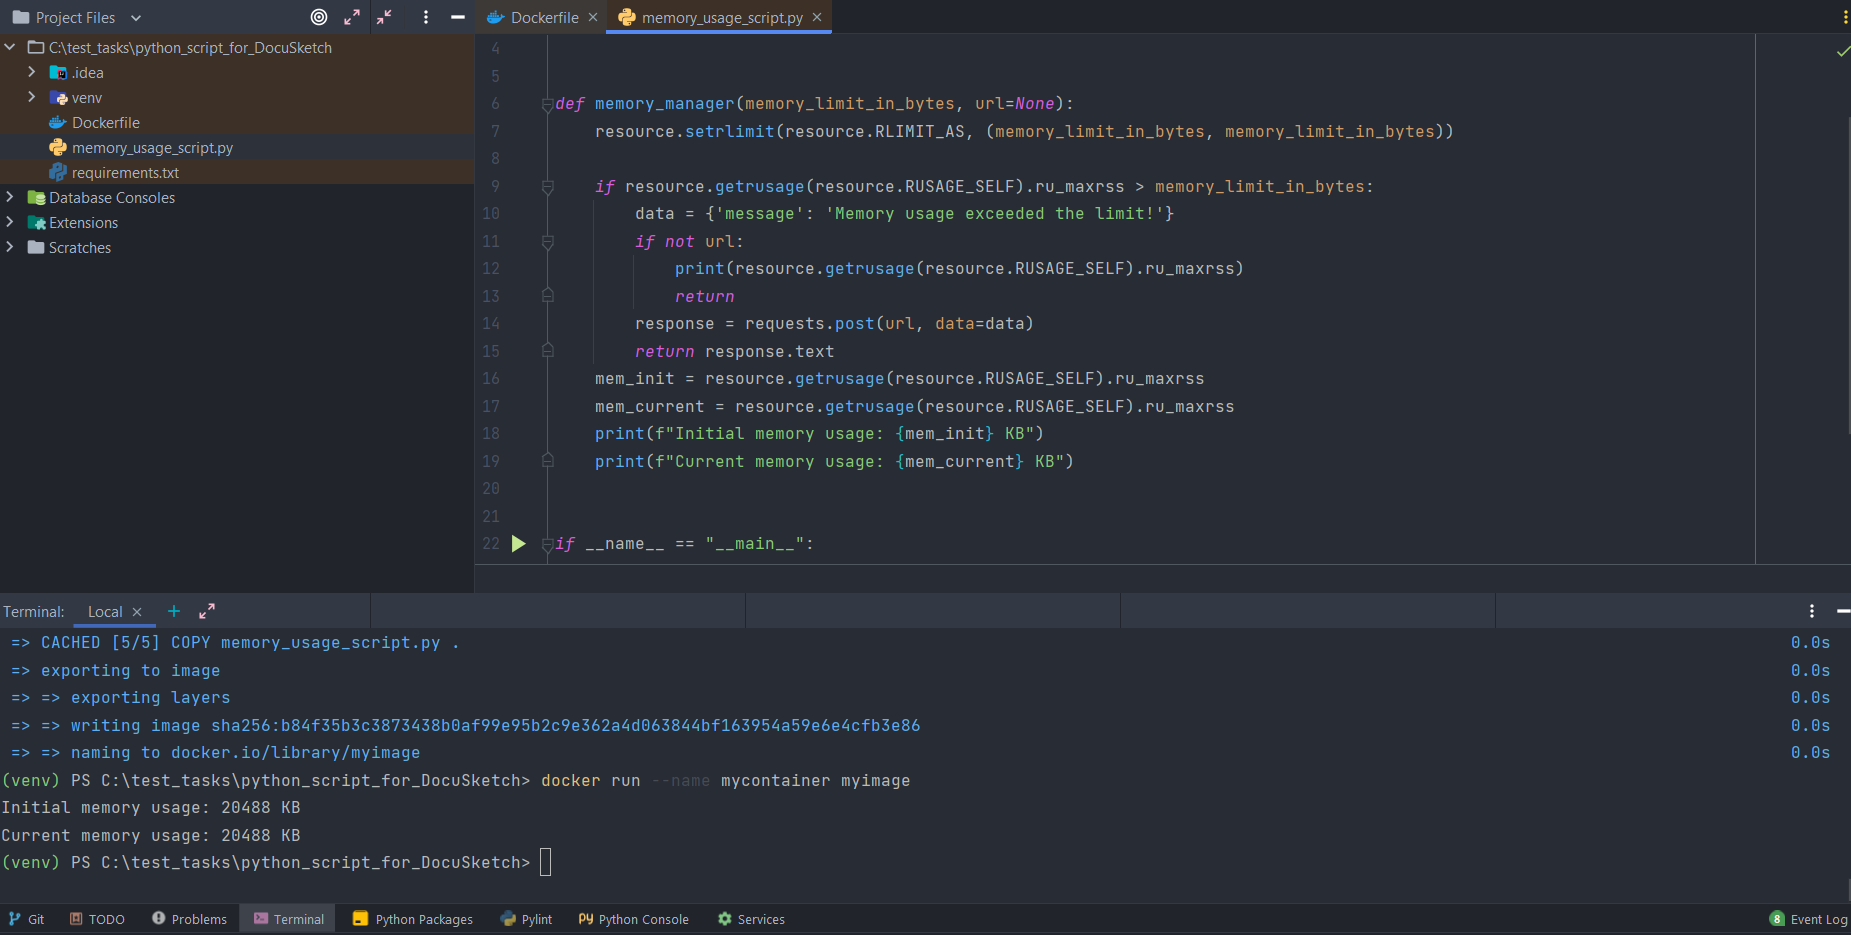 Project Files
Dockerfile
memory_usage_script.py
C:\test_tasks\python_script_for_DocuSketch
.idea
venv
Dockerfile
memory_usage_script.py
requirements.txt
Database Consoles
Extensions
Scratches
4
5
6 def memory_manager(memory_limit_in_bytes, url=None):
7 resource.setrlimit(resource.RLIMIT_AS, (memory_limit_in_bytes, memory_limit_in_bytes))
8
9 if resource.getrusage(resource.RUSAGE_SELF).ru_maxrss > memory_limit_in_bytes:
10 data = {'message': 'Memory usage exceeded the limit!'}
11 if not url:
12 print(resource.getrusage(resource.RUSAGE_SELF).ru_maxrss)
13 return
14 response = requests.post(url, data=data)
15 return response.text
16 mem_init = resource.getrusage(resource.RUSAGE_SELF).ru_maxrss
17 mem_current = resource.getrusage(resource.RUSAGE_SELF).ru_maxrss
18 print(f"Initial memory usage: {mem_init} KB")
19 print(f"Current memory usage: {mem_current} KB")
20
21
22 if __name__ == "__main__":
Terminal: Local
=> CACHED [5/5] COPY memory_usage_script.py . 0.0s
=> exporting to image 0.0s
=> => exporting layers 0.0s
=> => writing image sha256:b84f35b3c3873438b0af99e95b2c9e362a4d063844bf163954a59e6e4cfb3e86 0.0s
=> => naming to docker.io/library/myimage 0.0s
(venv) PS C:\test_tasks\python_script_for_DocuSketch> docker run --name mycontainer myimage
Initial memory usage: 20488 KB
Current memory usage: 20488 KB
(venv) PS C:\test_tasks\python_script_for_DocuSketch>
Git TODO Problems Terminal Python Packages Pylint Python Console Services 8 Event Log